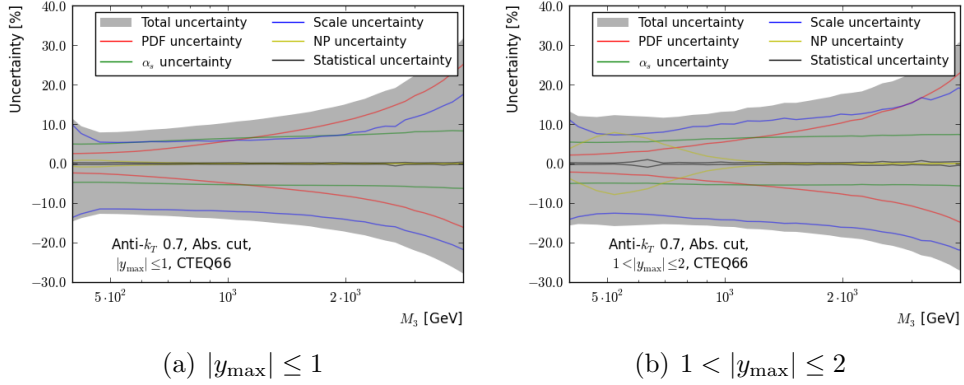 40.0
30.0
20.0
10.0
0.0
−10.0
−20.0
−30.0
Uncertainty [%]
Total uncertainty
PDF uncertainty
αs uncertainty
Scale uncertainty
NP uncertainty
Statistical uncertainty
Anti-kT 0.7, Abs. cut,
|ymax| ≤1, CTEQ66
5·10²
10³
2·10³
M3 [GeV]
(a) |ymax| ≤ 1
40.0
30.0
20.0
10.0
0.0
−10.0
−20.0
−30.0
Uncertainty [%]
Total uncertainty
PDF uncertainty
αs uncertainty
Scale uncertainty
NP uncertainty
Statistical uncertainty
Anti-kT 0.7, Abs. cut,
1<|ymax| ≤2, CTEQ66
5·10²
10³
2·10³
M3 [GeV]
(b) 1 < |ymax| ≤ 2